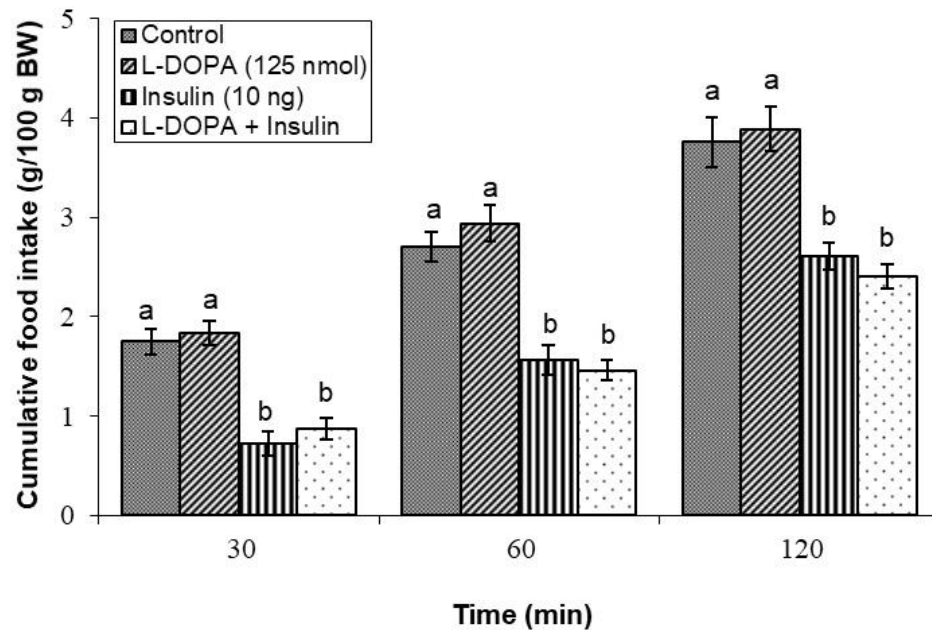 Cumulative food intake (g/100 g BW)
5
4
3
2
1
0
Control
L-DOPA (125 nmol)
Insulin (10 ng)
L-DOPA + Insulin
a a b b
a a b b
a a b b
30 60 120
Time (min)